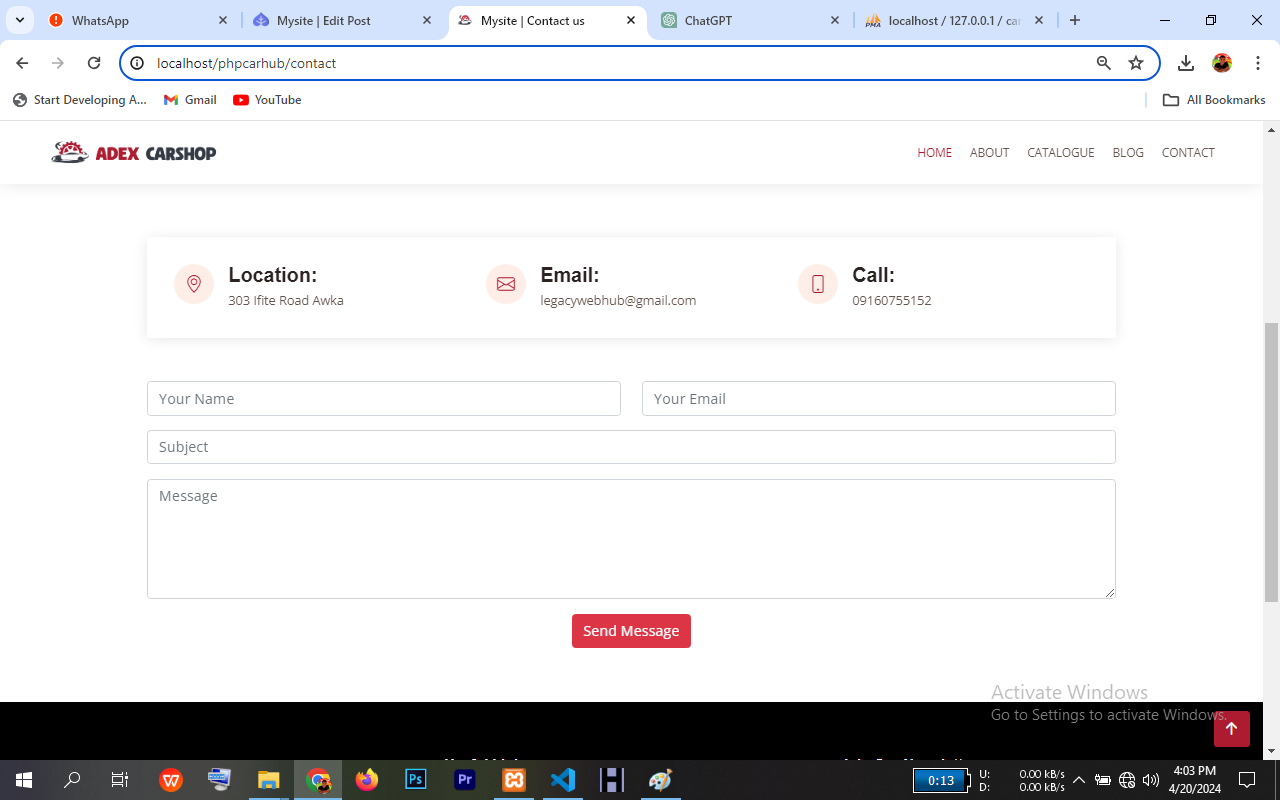 WhatsApp
Mysite | Edit Post
Mysite | Contact us
ChatGPT
localhost / 127.0.0.1 / car
localhost/phpcarhub/contact
Start Developing A...
Gmail
YouTube
All Bookmarks
ADEX CARSHOP
HOME ABOUT CATALOGUE BLOG CONTACT
Location:
303 Ifite Road Awka
Email:
legacywebhub@gmail.com
Call:
09160755152
Your Name
Your Email
Subject
Message
Send Message
Activate Windows
Go to Settings to activate Windows.
0:13
U: 0.00 kB/s
D: 0.00 kB/s
4:03 PM
4/20/2024